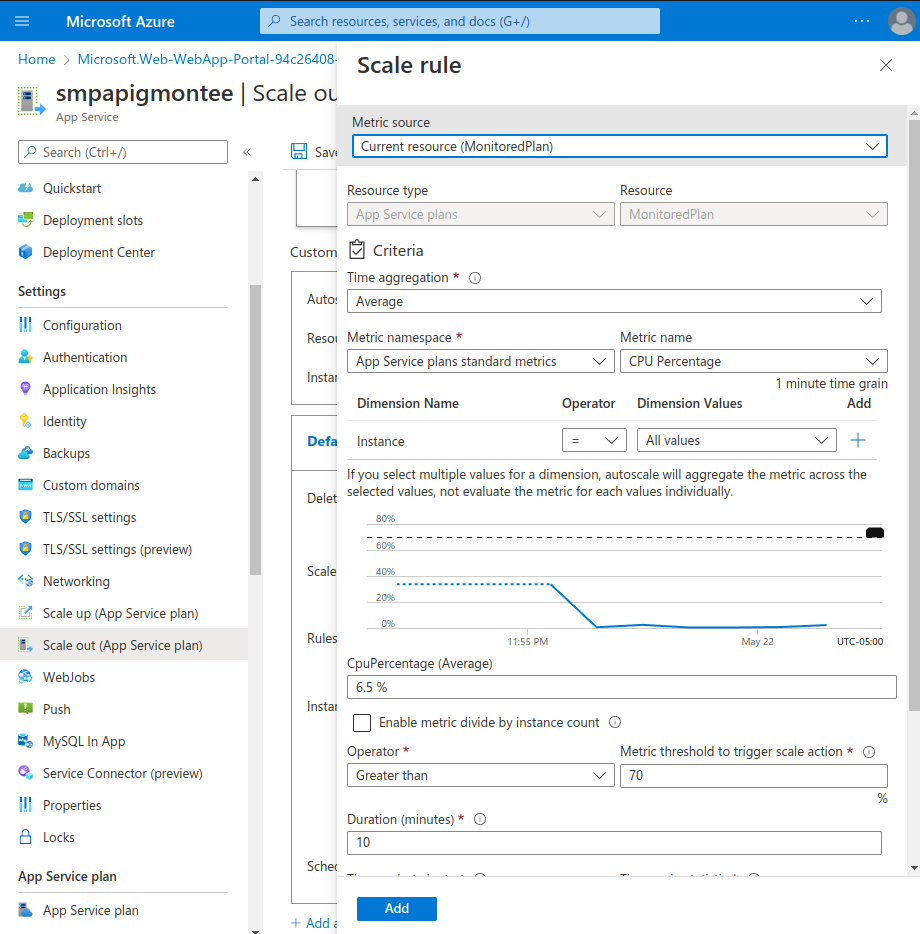 Microsoft Azure
Search resources, services, and docs (G+/)
Home > Microsoft.Web-WebApp-Portal-94c26408-
smpapigmontee | Scale ou
App Service
Search (Ctrl+/)
Quickstart
Deployment slots
Deployment Center
Settings
Configuration
Authentication
Application Insights
Identity
Backups
Custom domains
TLS/SSL settings
TLS/SSL settings (preview)
Networking
Scale up (App Service plan)
Scale out (App Service plan)
WebJobs
Push
MySQL In App
Service Connector (preview)
Properties
Locks
App Service plan
App Service plan
Save
Custom
Autos
Resou
Instan
Defa
Delet
Scale
Rules
Instan
Sched
+ Add a
Scale rule
Metric source
Current resource (MonitoredPlan)
Resource type
Resource
App Service plans
MonitoredPlan
Criteria
Time aggregation *
Average
Metric namespace *
Metric name
App Service plans standard metrics
CPU Percentage
1 minute time grain
Dimension Name Operator Dimension Values Add
Instance = All values +
If you select multiple values for a dimension, autoscale will aggregate the metric across the
selected values, not evaluate the metric for each values individually.
80%
60%
40%
20%
0%
11:55 PM May 22 UTC-05:00
CpuPercentage (Average)
6.5 %
Enable metric divide by instance count
Operator *
Metric threshold to trigger scale action *
Greater than
70
%
Duration (minutes) *
10
Add